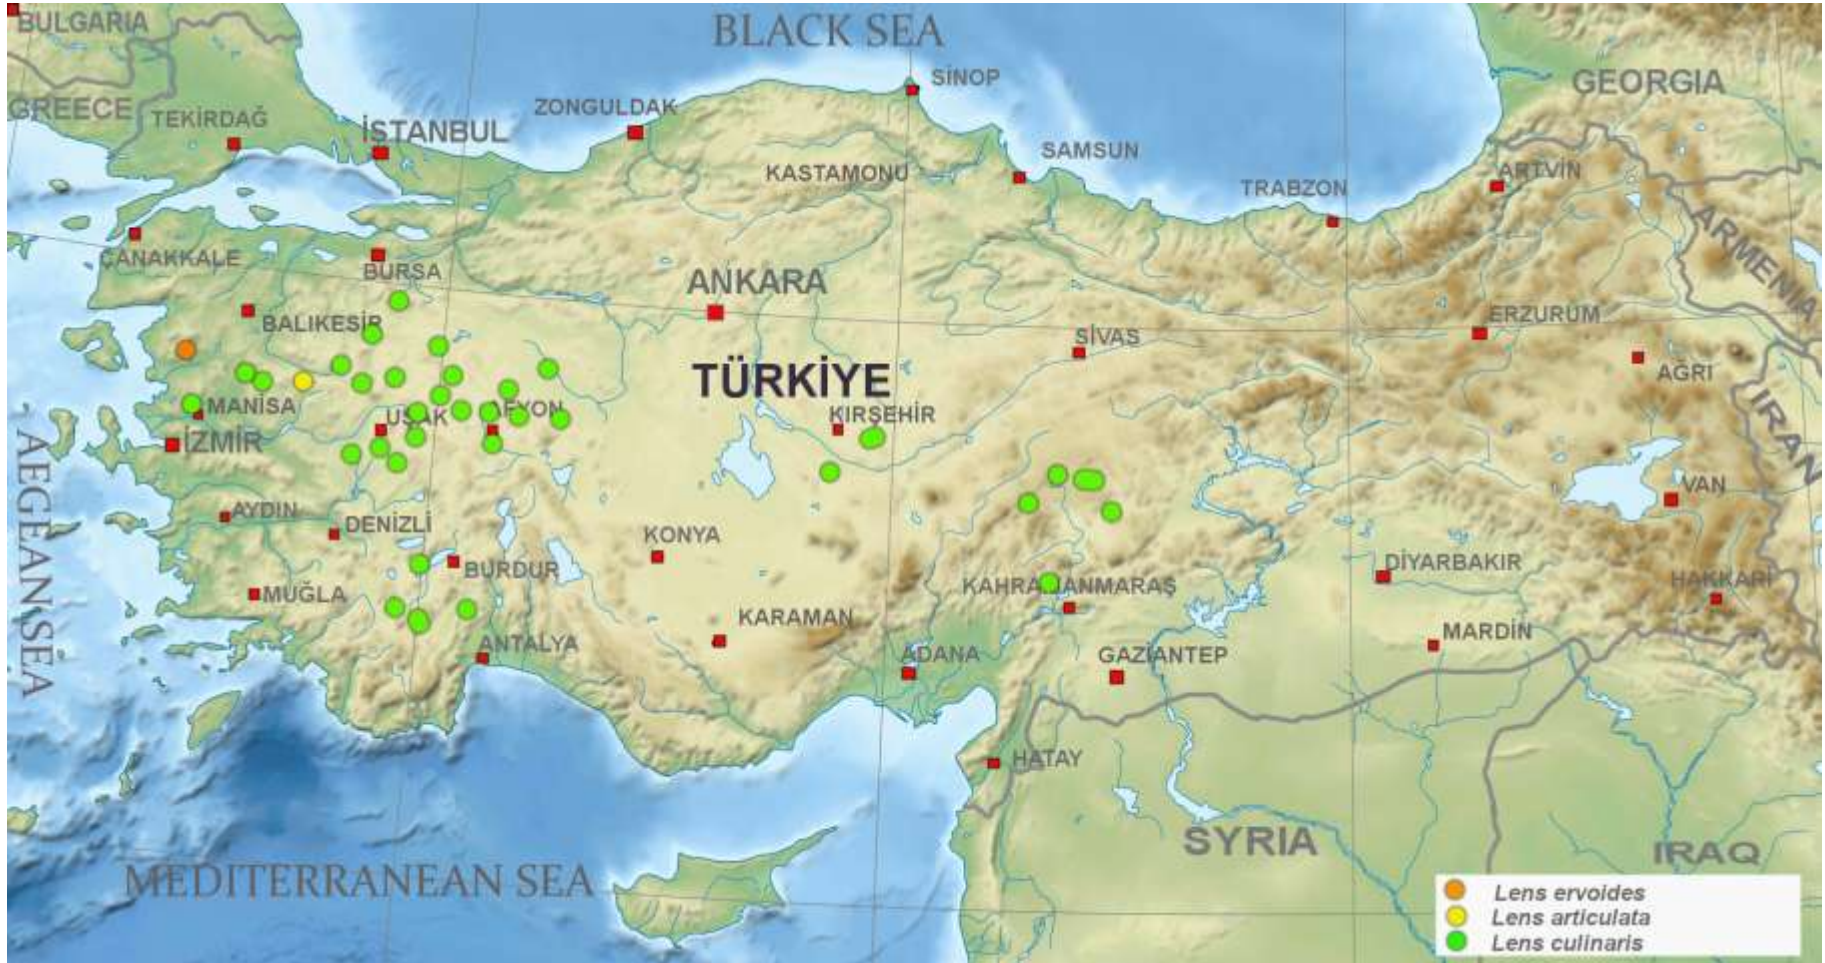 BULGARIA
BLACK SEA
SİNOP
GEORGIA
GREECE
TEKİRDAĞ
İSTANBUL
ZONGULDAK
KASTAMONU
SAMSUN
TRABZON
ARTVİN
ARMENIA
ÇANAKKALE
BURSA
ANKARA
BALIKESİR
SİVAS
ERZURUM
AĞRI
IRAN
TÜRKİYE
MANİSA
UŞAK
AFYON
KIRŞEHİR
İZMİR
AEGEANSEA
VAN
AYDIN
DENİZLİ
KONYA
BURDUR
DİYARBAKIR
HAKKARİ
KAHRAMANMARAŞ
MUĞLA
KARAMAN
MARDİN
ANTALYA
ADANA
GAZİANTEP
HATAY
SYRIA
IRAQ
MEDITERRANEAN SEA
Lens ervoides
Lens articulata
Lens culinaris